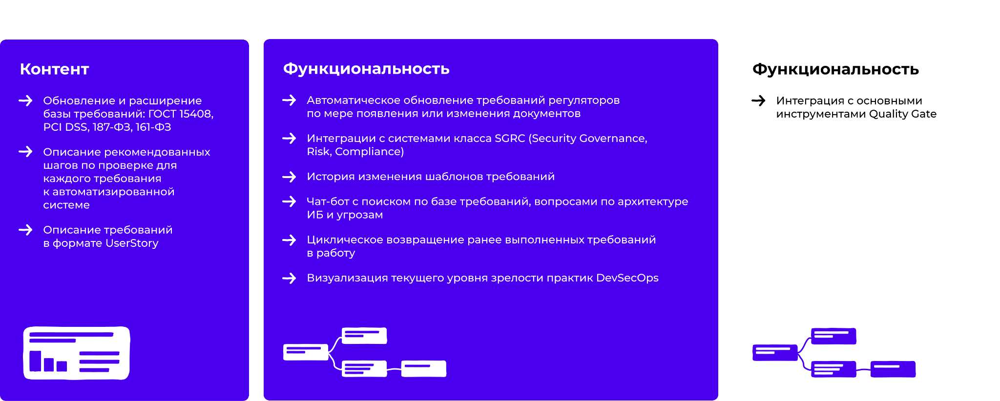 Контент
Обновление и расширение
базы требований: ГОСТ 15408,
PCI DSS, 187-ФЗ, 161-ФЗ
Описание рекомендованных
шагов по проверке для
каждого требования
к автоматизированной
системе
Описание требований
в формате UserStory
Функциональность
Автоматическое обновление требований регуляторов
по мере появления или изменения документов
Интеграции с системами класса SGRC (Security Governance,
Risk, Compliance)
История изменения шаблонов требований
Чат-бот с поиском по базе требований, вопросами по архитектуре
ИБ и угрозам
Циклическое возвращение ранее выполненных требований
в работу
Визуализация текущего уровня зрелости практик DevSecOps
Функциональность
Интеграция с основными
инструментами Quality Gate